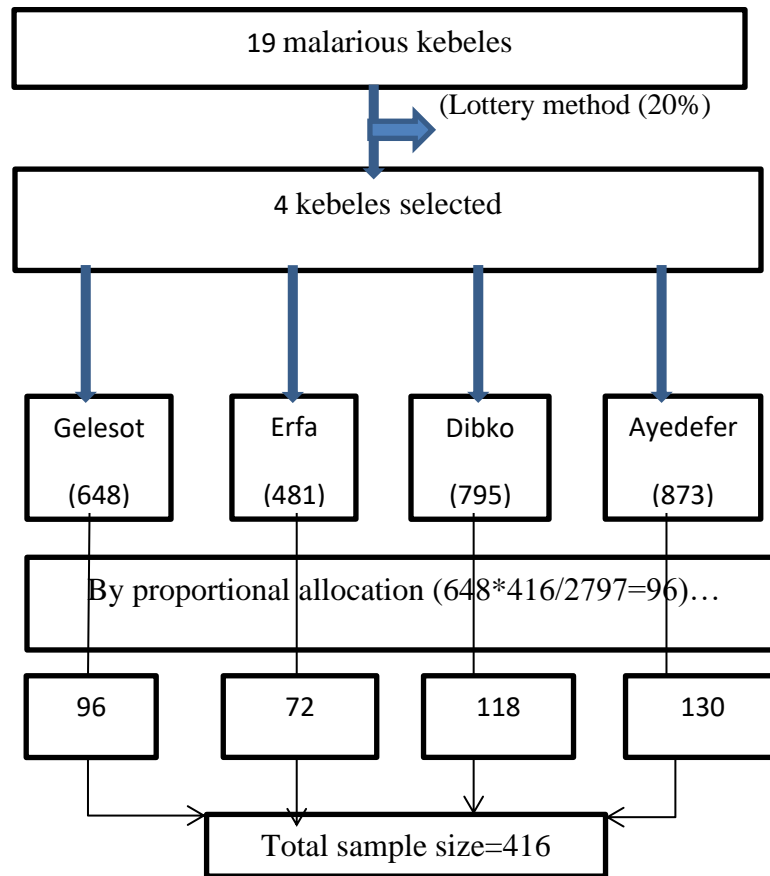 19 malarious kebeles
(Lottery method (20%)
4 kebeles selected
Gelesot
(648)
Erfa
(481)
Dibko
(795)
Ayedefer
(873)
By proportional allocation (648*416/2797=96)…
96
72
118
130
Total sample size=416